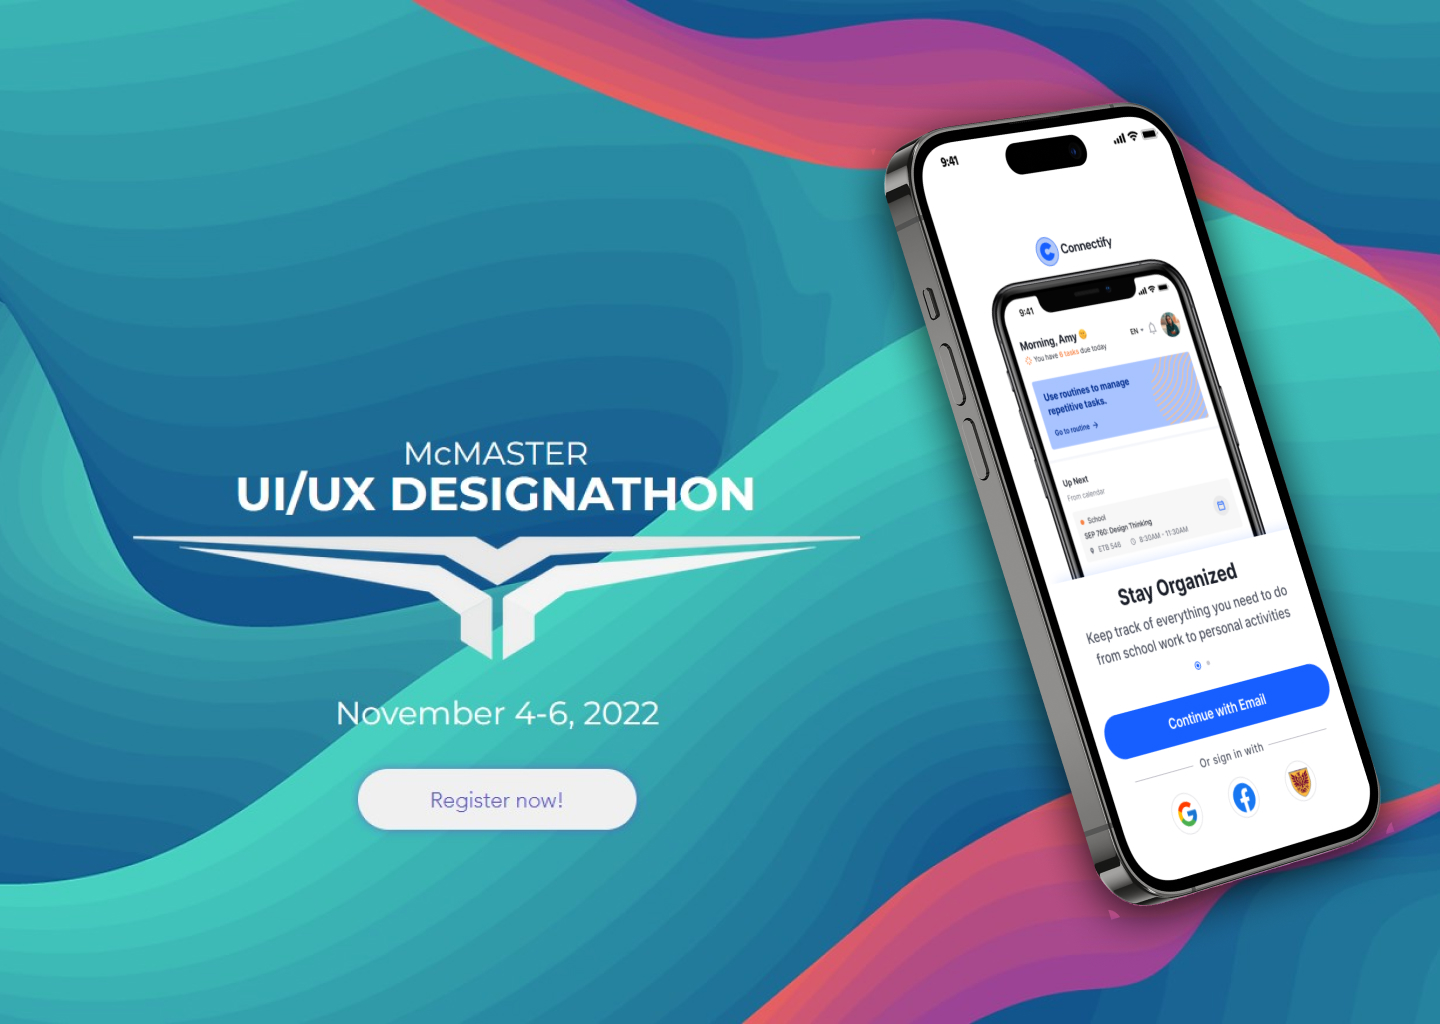 McMASTER
UI/UX DESIGNATHON
November 4-6, 2022
Register now!
9:41
Connectify
9:41
Morning, Amy
EN
You have 6 tasks due today
Use routines to manage
repetitive tasks.
Go to routine →
Up Next
From calendar
School
SEP 760: Design Thinking
ETB 546 8:30AM - 11:30AM
Stay Organized
Keep track of everything you need to do
from school work to personal activities
Continue with Email
Or sign in with